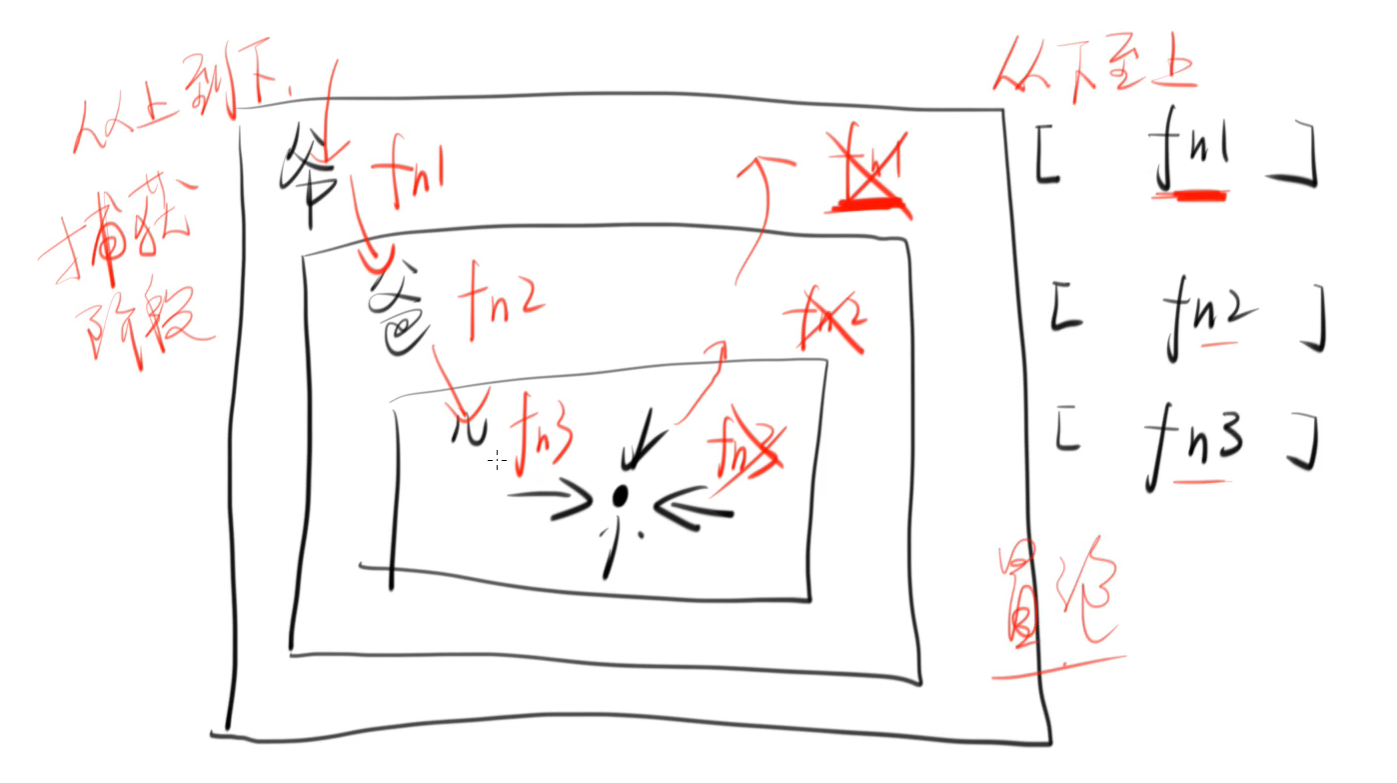 从上到下.
捕获
阶段
爷 fn1
爸 fn2
儿 fn3
fn1
fn2
fn3
从下至上
[ fn1 ]
[ fn2 ]
[ fn3 ]
冒泡